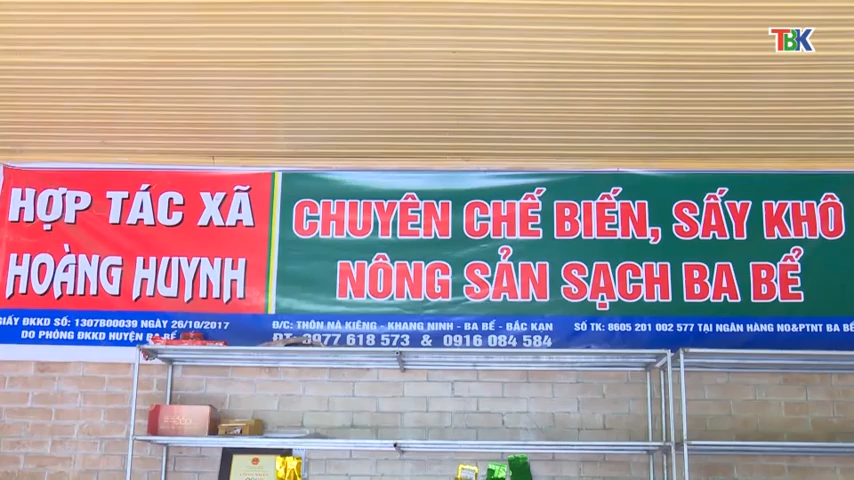 TBK
HỢP TÁC XÃ
HOÀNG HUYNH
CHUYÊN CHẾ BIẾN, SẤY KHÔ
NÔNG SẢN SẠCH BA BỂ
GIẤY ĐKKD SỐ: 1307B00039 NGÀY 26/10/2017
DO PHÒNG ĐKKD HUYỆN BA BỂ
Đ/C: THÔN NÀ KIÊNG - KHANG NINH - BA BỂ - BẮC KẠN
ĐT: 0977 618 573 & 0916 084 584
SỐ TK: 8605 201 002 577 TẠI NGÂN HÀNG NO&PTNT BA BỂ